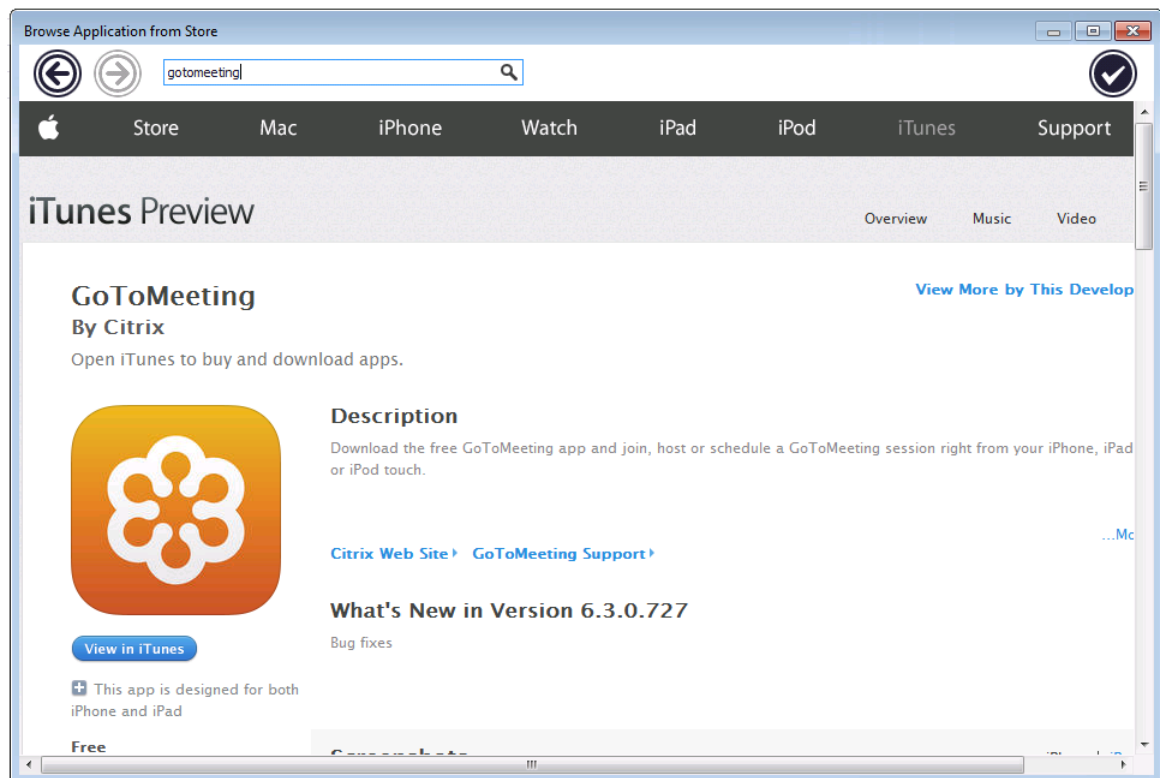 Browse Application from Store
gotomeeting
Store Mac iPhone Watch iPad iPod iTunes Support
iTunes Preview
Overview Music Video
GoToMeeting
View More by This Develop
By Citrix
Open iTunes to buy and download apps.
Description
Download the free GoToMeeting app and join, host or schedule a GoToMeeting session right from your iPhone, iPad
or iPod touch.
...Mc
Citrix Web Site GoToMeeting Support
What's New in Version 6.3.0.727
Bug fixes
View in iTunes
This app is designed for both
iPhone and iPad
Free